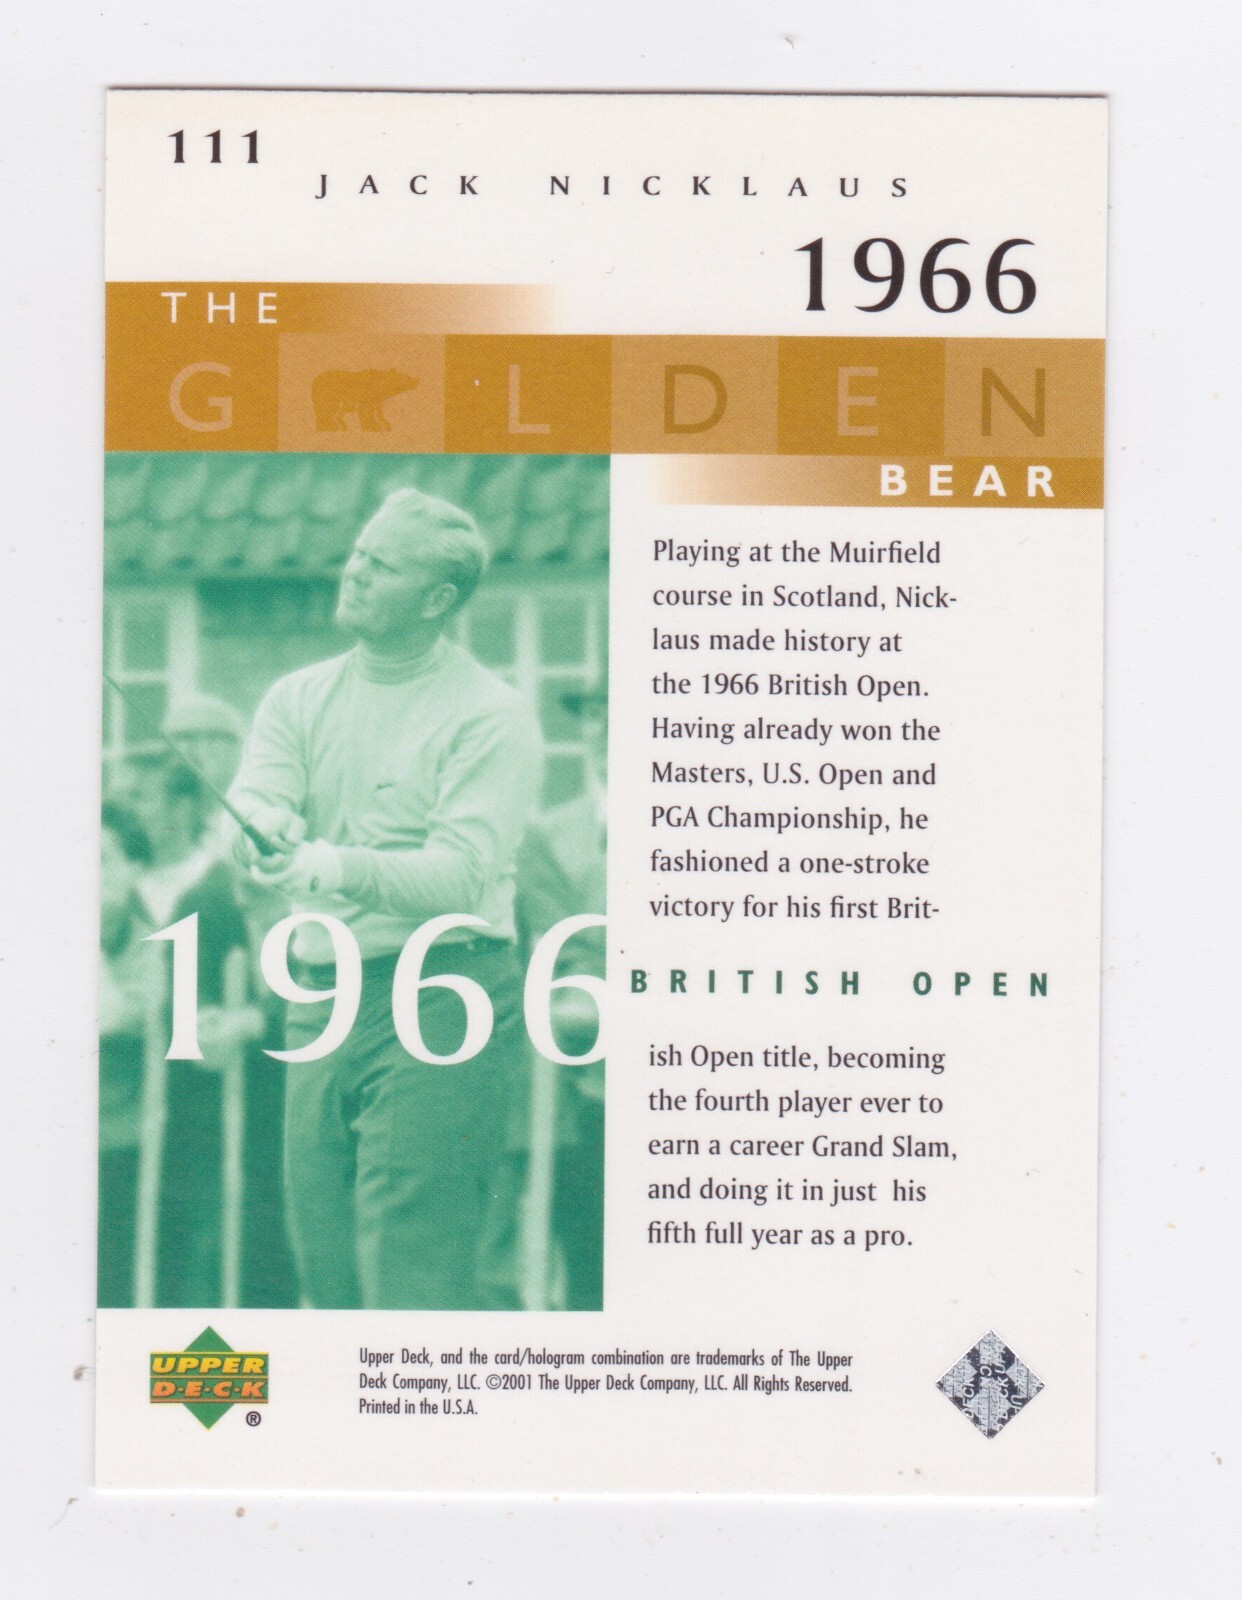 111
JACK NICKLAUS
1966
THE
G LDEN
BEAR
Playing at the Muirfield
course in Scotland, Nick-
laus made history at
the 1966 British Open.
Having already won the
Masters, U.S. Open and
PGA Championship, he
fashioned a one-stroke
victory for his first Brit-
1966
BRITISH OPEN
ish Open title, becoming
the fourth player ever to
earn a career Grand Slam,
and doing it in just his
fifth full year as a pro.
UPPER
D·E·C·K
®
Upper Deck, and the card/hologram combination are trademarks of The Upper
Deck Company, LLC. ©2001 The Upper Deck Company, LLC. All Rights Reserved.
Printed in the U.S.A.